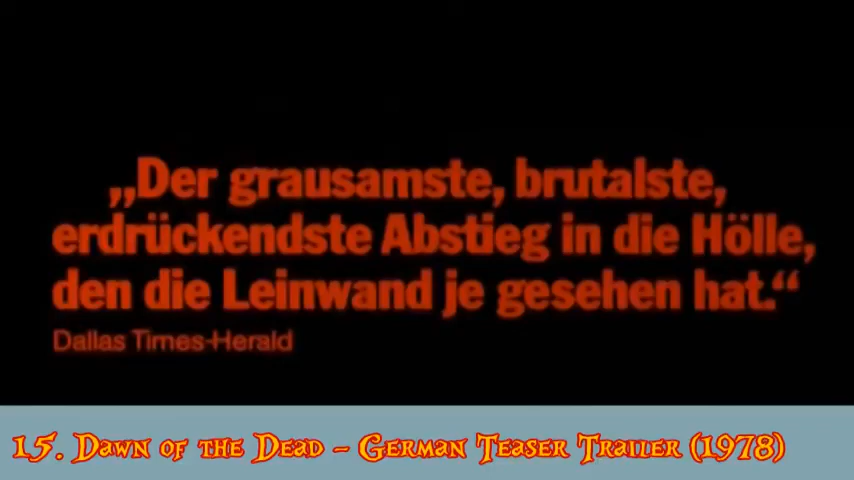 „Der grausamste, brutalste,
erdrückendste Abstieg in die Hölle,
den die Leinwand je gesehen hat.“
Dallas Times-Herald
15. Dawn of the Dead - German Teaser Trailer (1978)